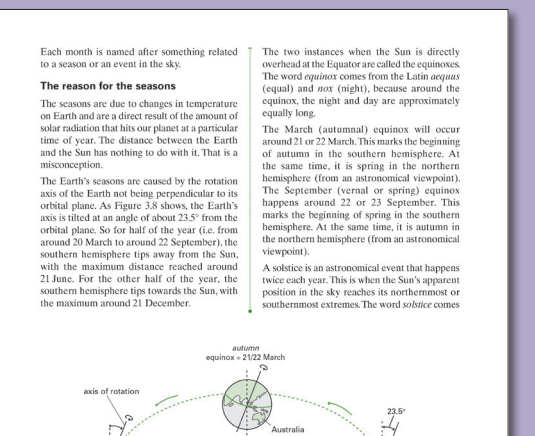 Each month is named after something related
to a season or an event in the sky.
The reason for the seasons
The seasons are due to changes in temperature
on Earth and are a direct result of the amount of
solar radiation that hits our planet at a particular
time of year. The distance between the Earth
and the Sun has nothing to do with it. That is a
misconception.
The Earth's seasons are caused by the rotation
axis of the Earth not being perpendicular to its
orbital plane. As Figure 3.8 shows, the Earth's
axis is tilted at an angle of about 23.5° from the
orbital plane. So for half of the year (i.e. from
around 20 March to around 22 September), the
southern hemisphere tips away from the Sun,
with the maximum distance reached around
21 June. For the other half of the year, the
southern hemisphere tips towards the Sun, with
the maximum around 21 December.
The two instances when the Sun is directly
overhead at the Equator are called the equinoxes.
The word equinox comes from the Latin aequus
(equal) and nox (night), because around the
equinox, the night and day are approximately
equally long.
The March (autumnal) equinox will occur
around 21 or 22 March. This marks the beginning
of autumn in the southern hemisphere. At
the same time, it is spring in the northern
hemisphere (from an astronomical viewpoint).
The September (vernal or spring) equinox
happens around 22 or 23 September. This
marks the beginning of spring in the southern
hemisphere. At the same time, it is autumn in
the northern hemisphere (from an astronomical
viewpoint).
A solstice is an astronomical event that happens
twice each year. This is when the Sun's apparent
position in the sky reaches its northernmost or
southernmost extremes. The word solstice comes
autumn
equinox = 21/22 March
axis of rotation
23.5°
Australia